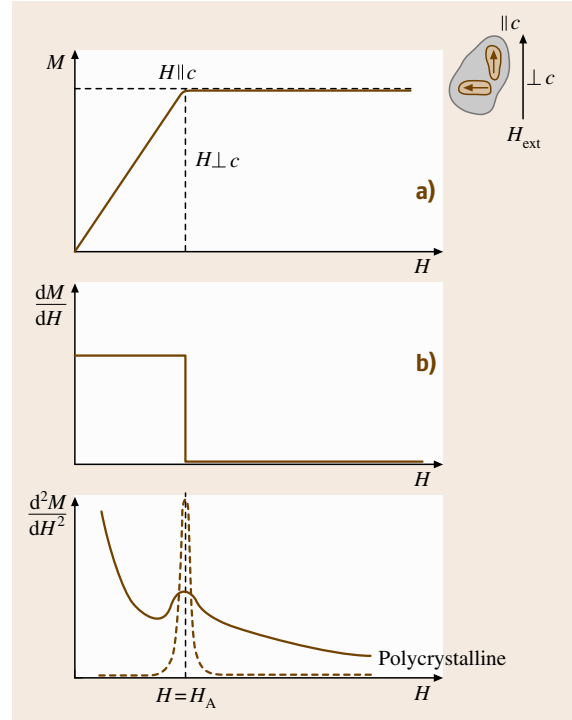 M
H∥c
H⊥c
a)
H
∥c
⊥c
H_ext
dM
dH
b)
H
d²M
dH²
Polycrystalline
H
H=H_A